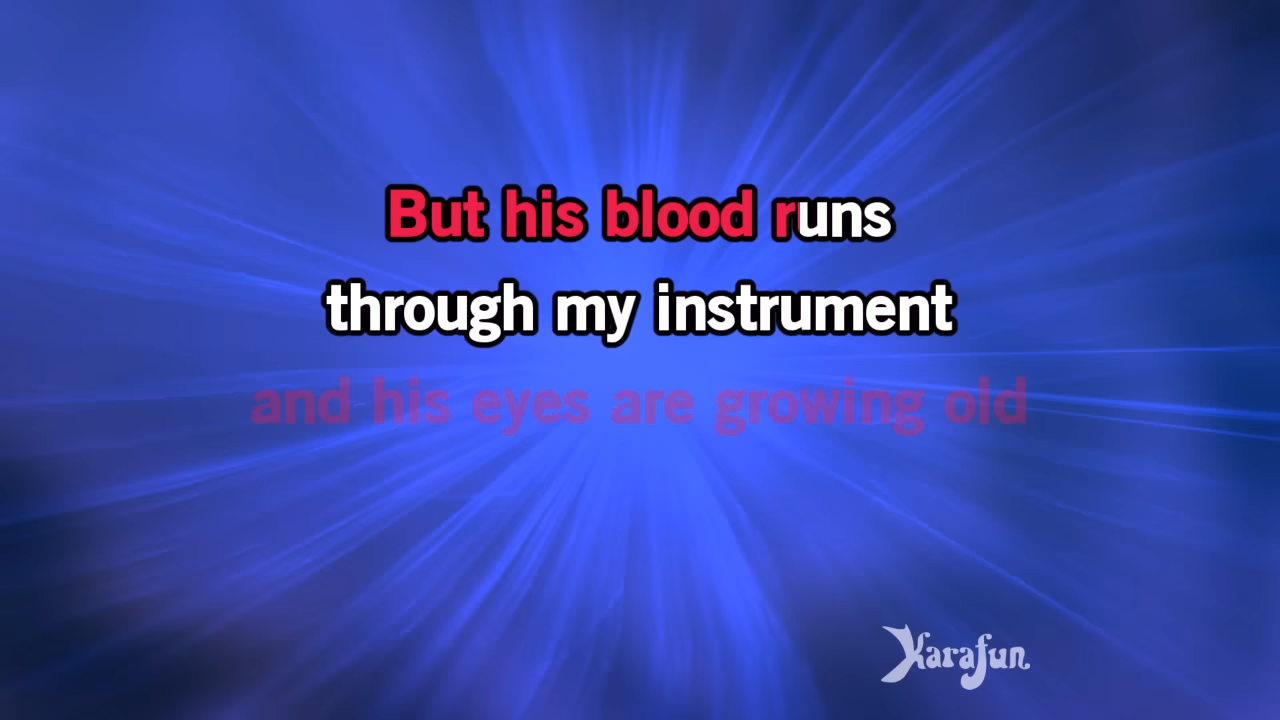 But his blood runs
through my instrument
and his eyes are growing old
Karafun